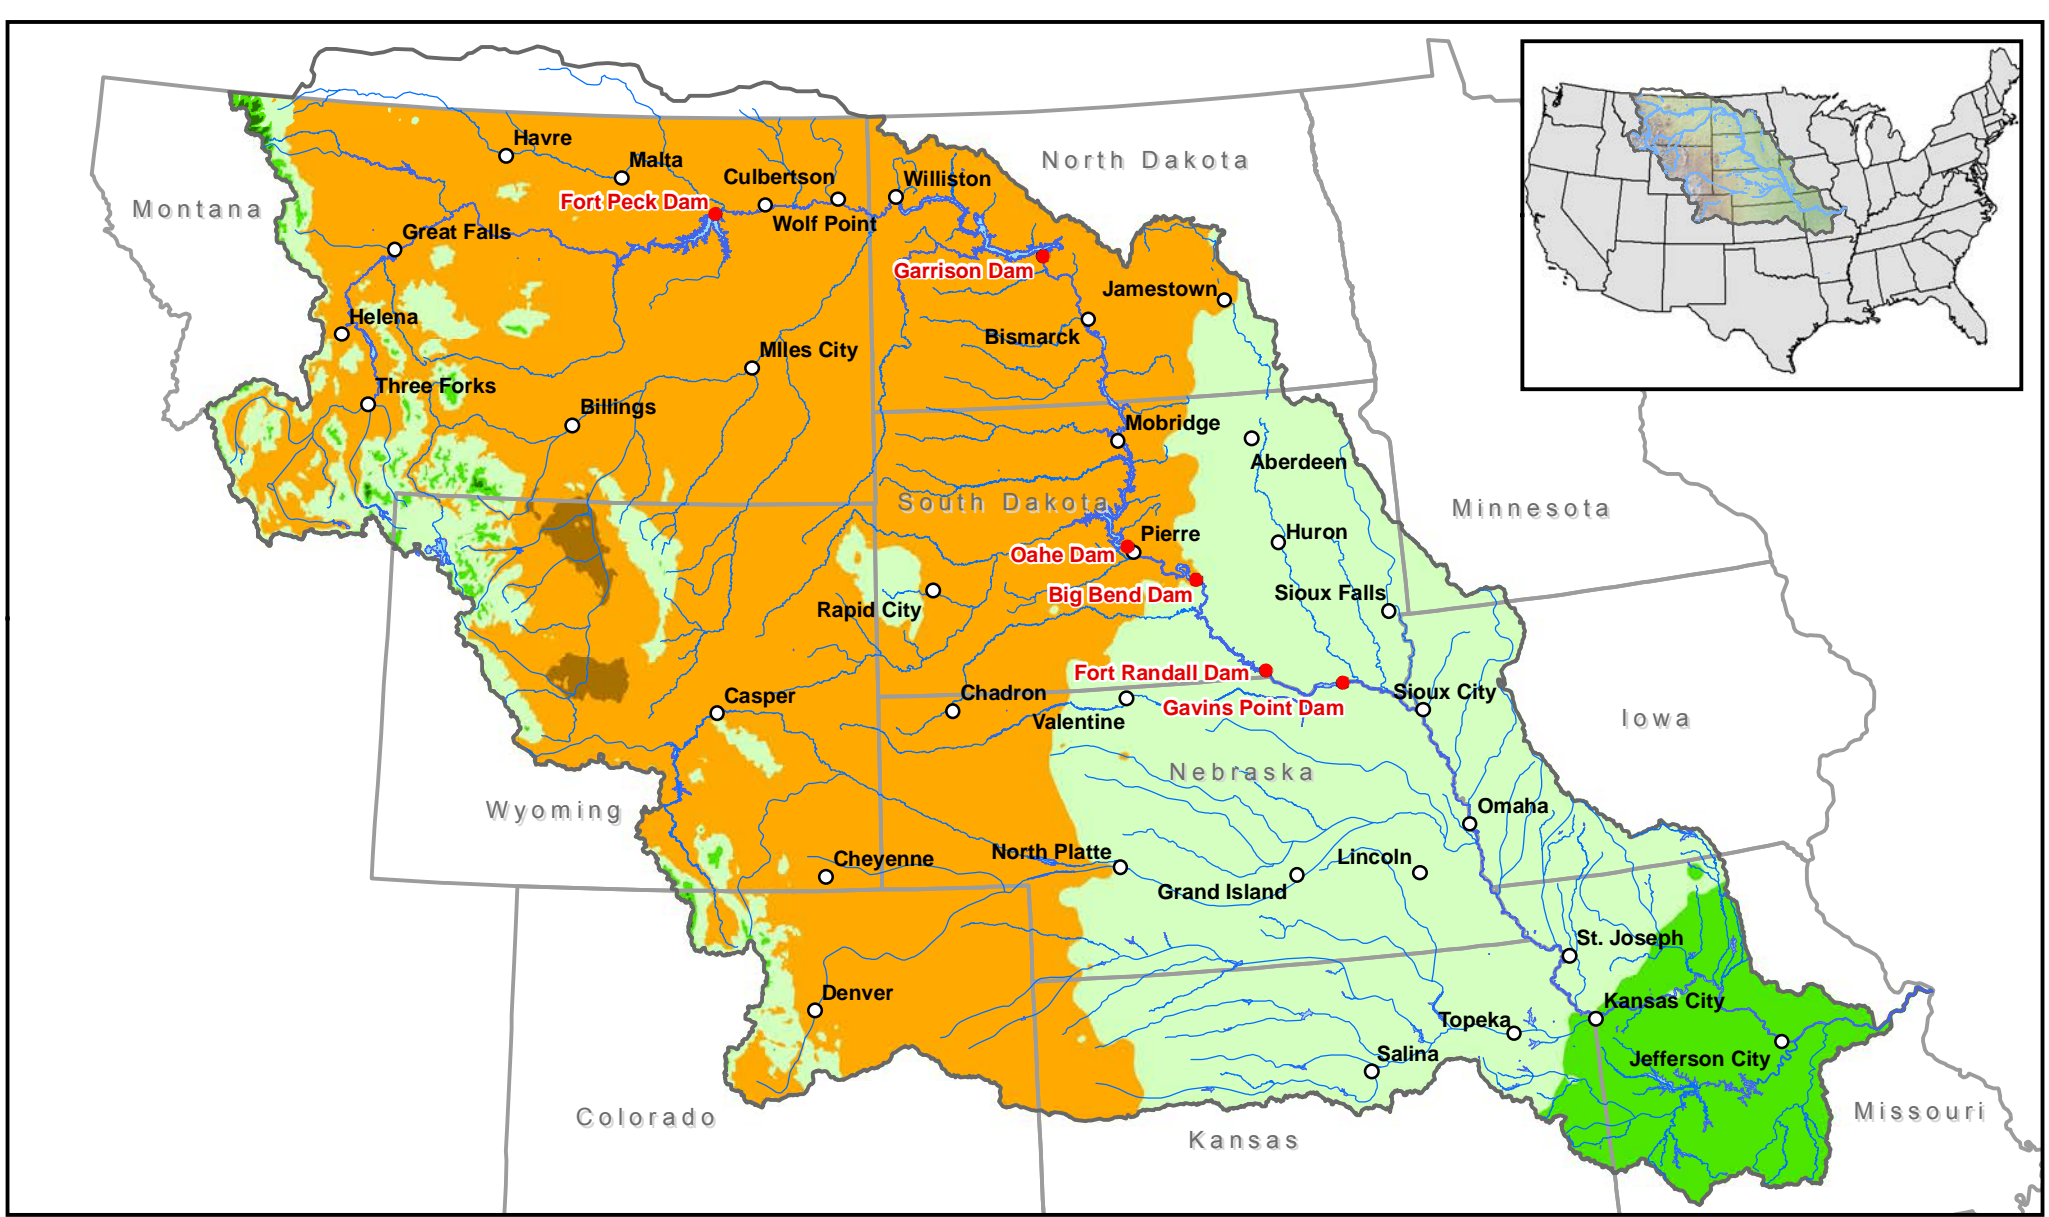 Havre
North Dakota
Malta
Culbertson
Williston
Fort Peck Dam
Montana
Wolf Point
Great Falls
Garrison Dam
Jamestown
Helena
Bismarck
MIles City
Three Forks
Billings
Mobridge
Aberdeen
South Dakota
Minnesota
Pierre
Huron
Oahe Dam
Big Bend Dam
Sioux Falls
Rapid City
Fort Randall Dam
Casper
Chadron
Sioux City
Gavins Point Dam
Valentine
Iowa
Nebraska
Wyoming
Omaha
North Platte
Cheyenne
Lincoln
Grand Island
St. Joseph
Denver
Kansas City
Topeka
Salina
Jefferson City
Colorado
Missouri
Kansas